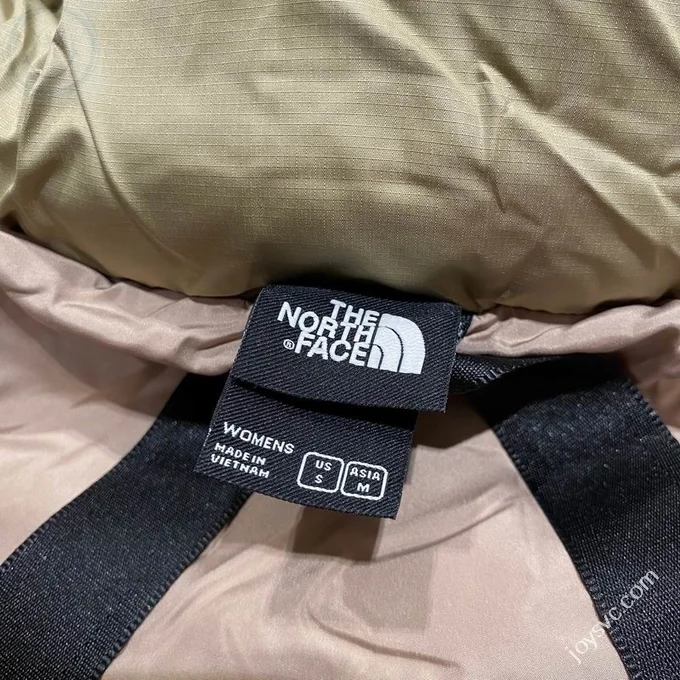 THE
NORTH
® FACE
WOMENS
MADE IN
VIETNAM
US
S
ASIA
M
joysvc.com